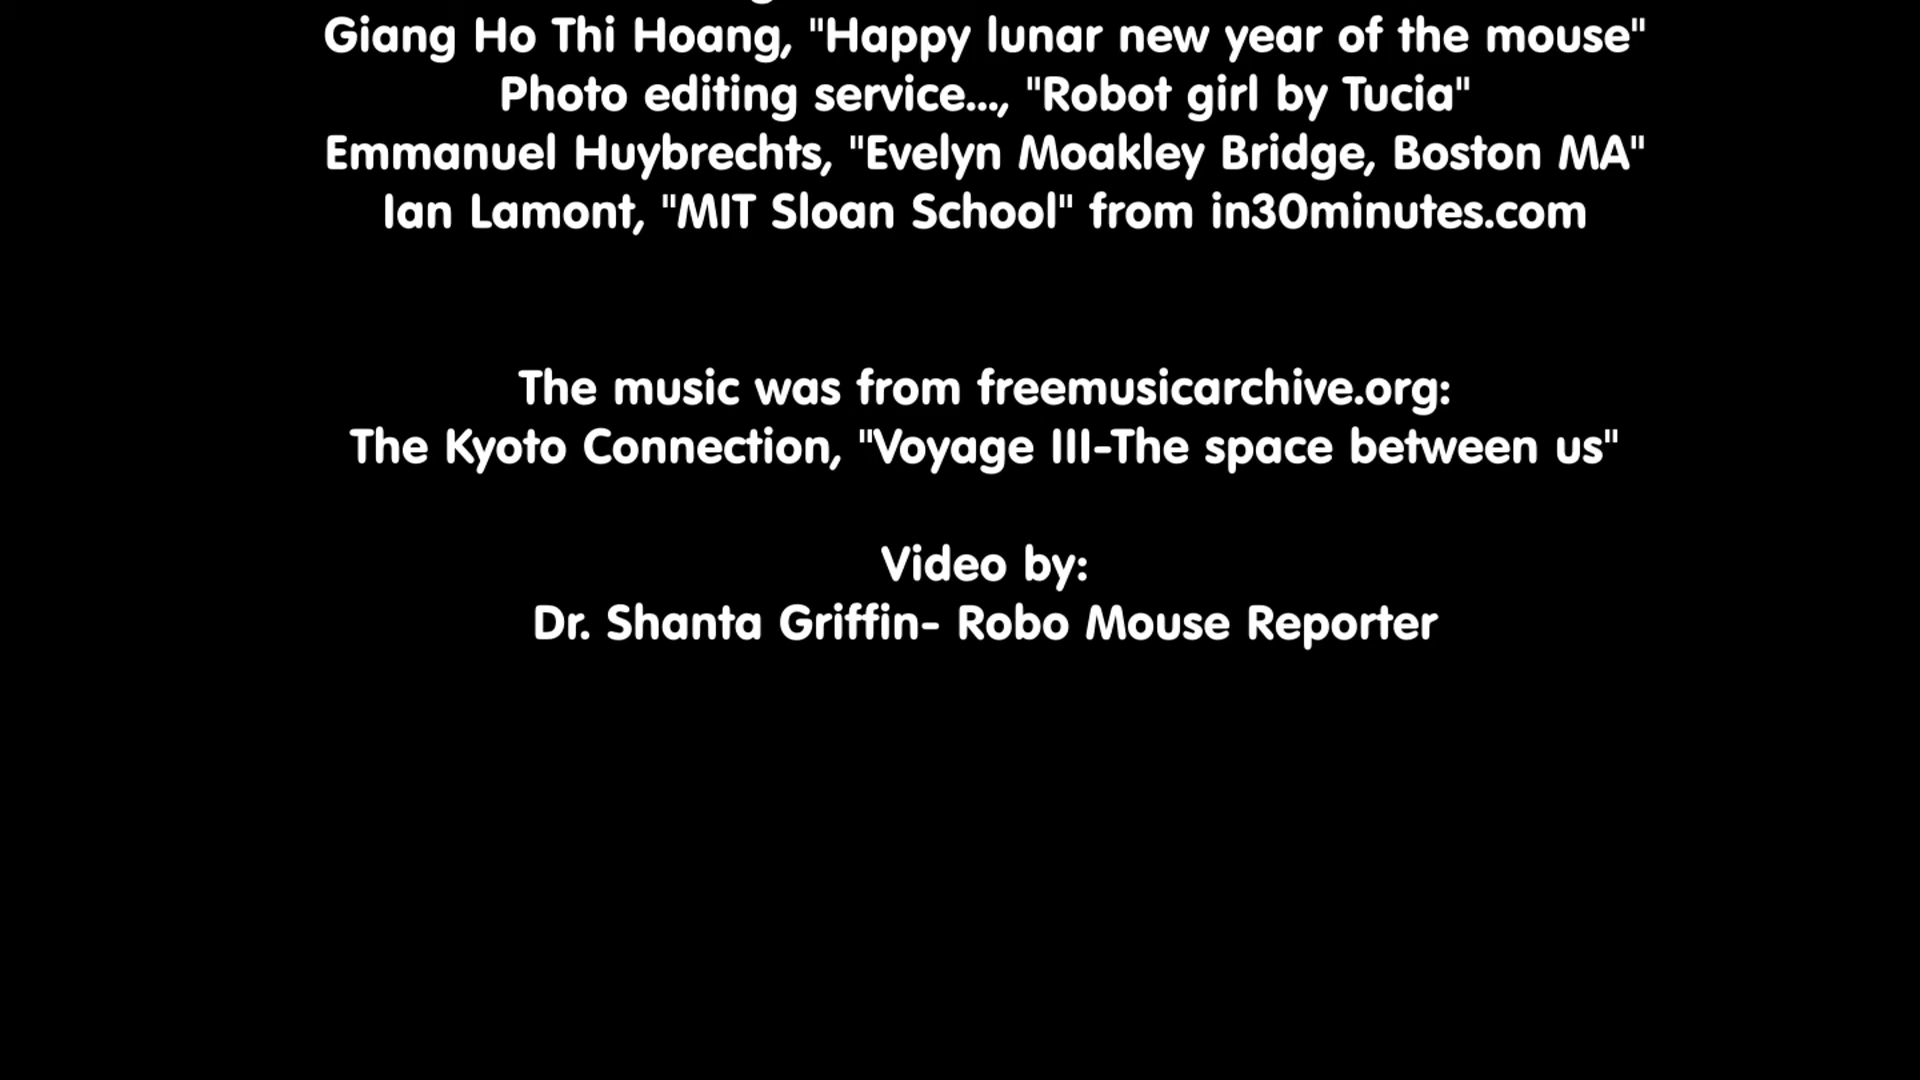 Giang Ho Thi Hoang, "Happy lunar new year of the mouse"
Photo editing service..., "Robot girl by Tucia"
Emmanuel Huybrechts, "Evelyn Moakley Bridge, Boston MA"
Ian Lamont, "MIT Sloan School" from in30minutes.com
The music was from freemusicarchive.org:
The Kyoto Connection, "Voyage III-The space between us"
Video by:
Dr. Shanta Griffin- Robo Mouse Reporter